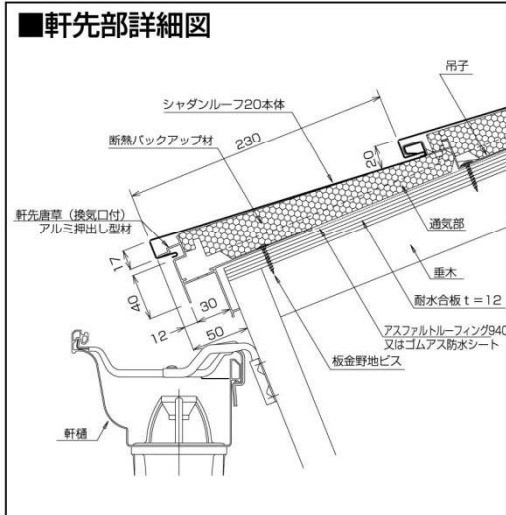 ■軒先部詳細図
吊子
シャダンルーフ20本体
230
断熱バックアップ材
20
軒先唐草（換気口付）
アルミ押出し型材
通気部
17
垂木
40
30
耐水合板t=12
12
50
アスファルトルーフィング940
又はゴムアス防水シート
板金野地ビス
軒樋